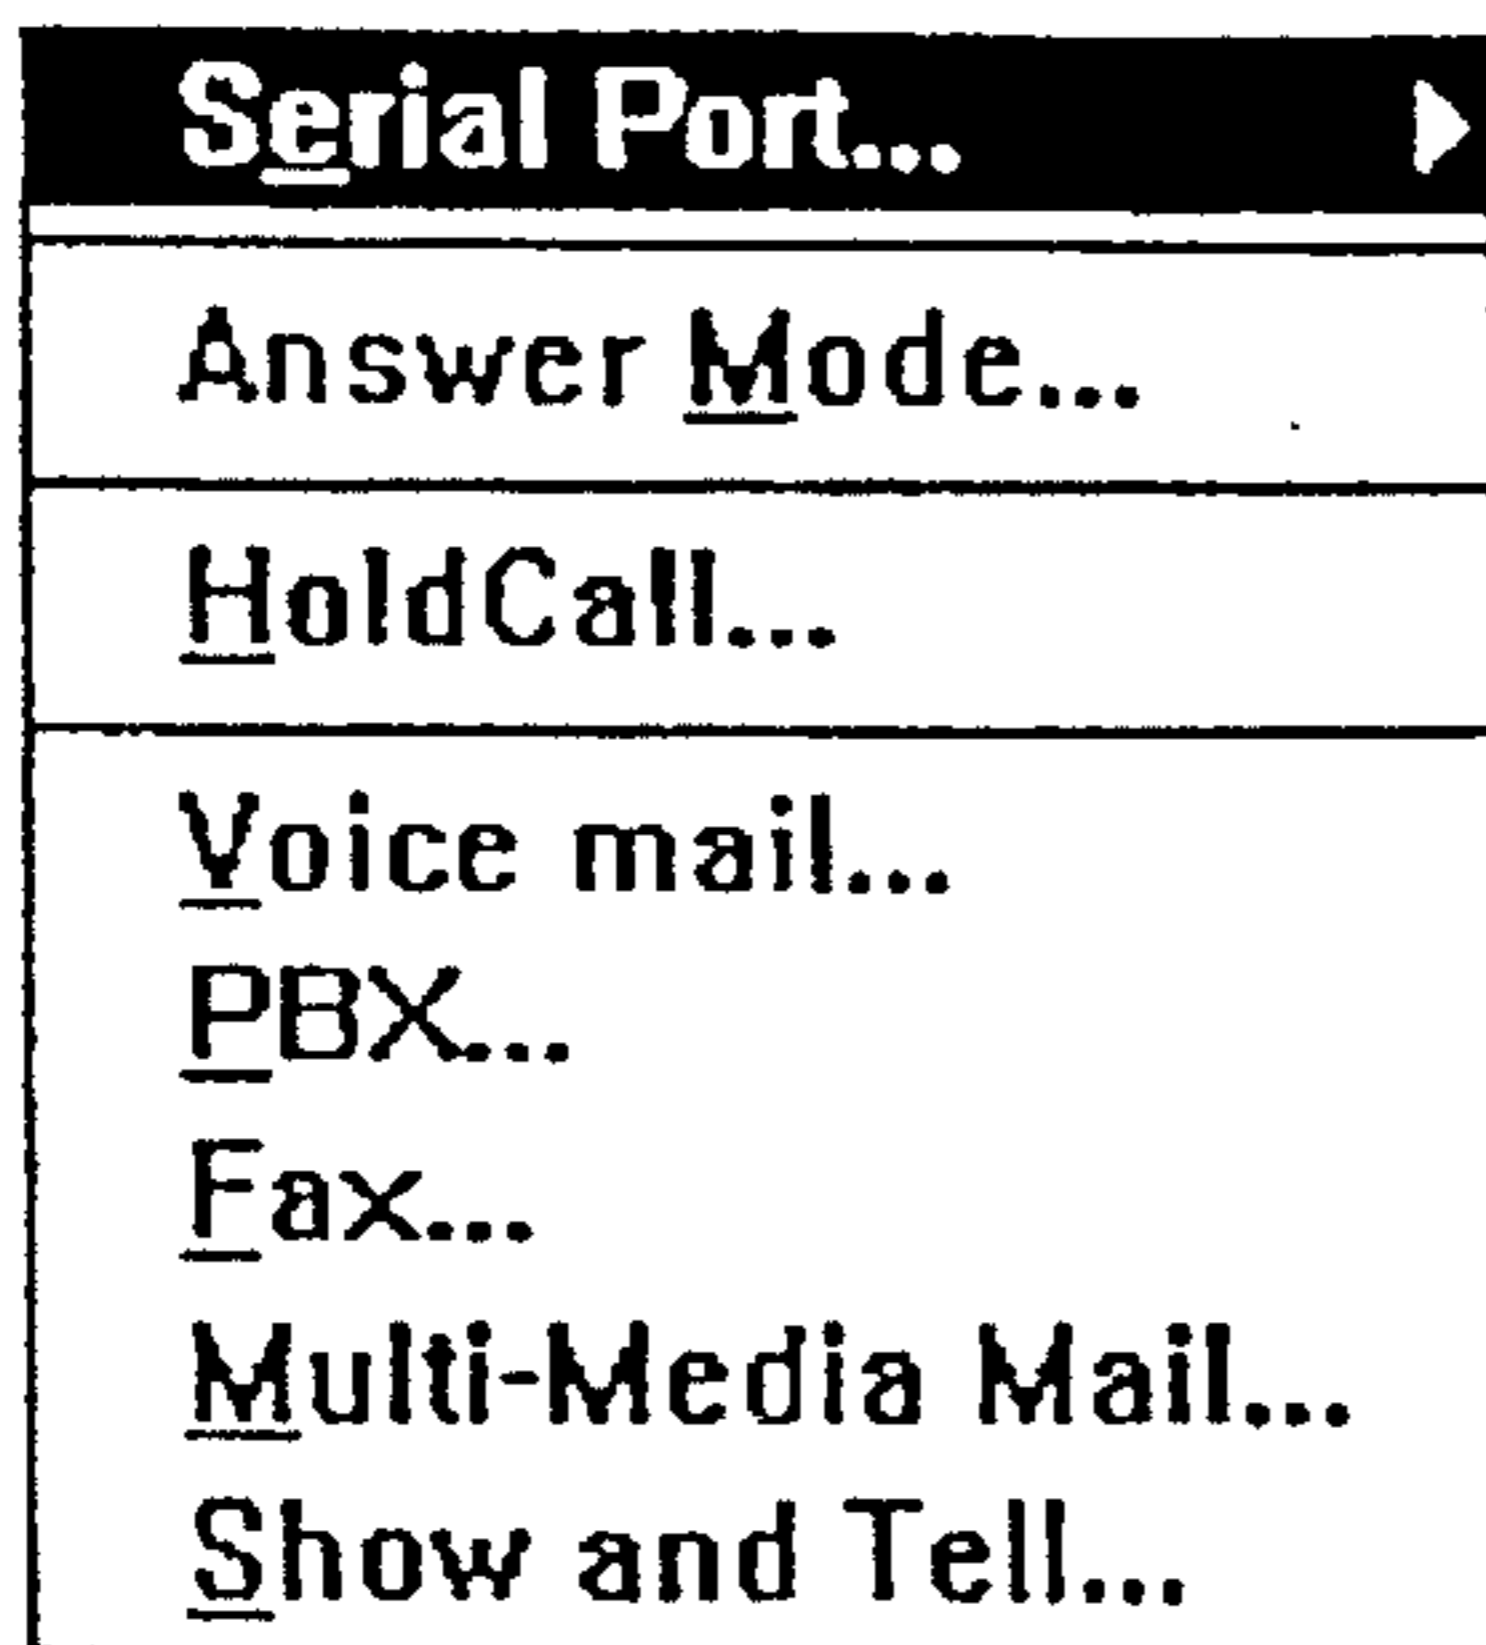 Serial Port...
Answer Mode...
HoldCall...
Voice mail...
PBX...
Fax...
Multi-Media Mail...
Show and Tell...